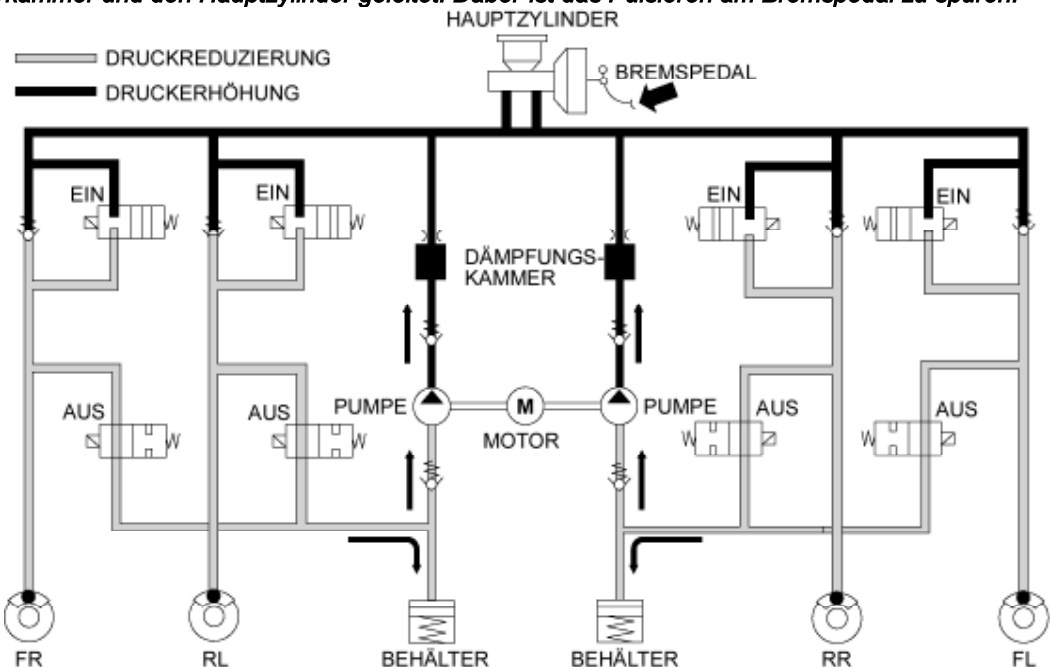 kammer und den Hauptzylinder geleitet. Daber ist das Pulsieren am Bremspedal zu spüren.
HAUPTZYLINDER
DRUCKREDUZIERUNG
BREMSPEDAL
DRUCKERHÖHUNG
EIN EIN EIN EIN
DÄMPFUNGS-
KAMMER
AUS AUS PUMPE M PUMPE AUS AUS
MOTOR
FR RL BEHÄLTER BEHÄLTER RR FL